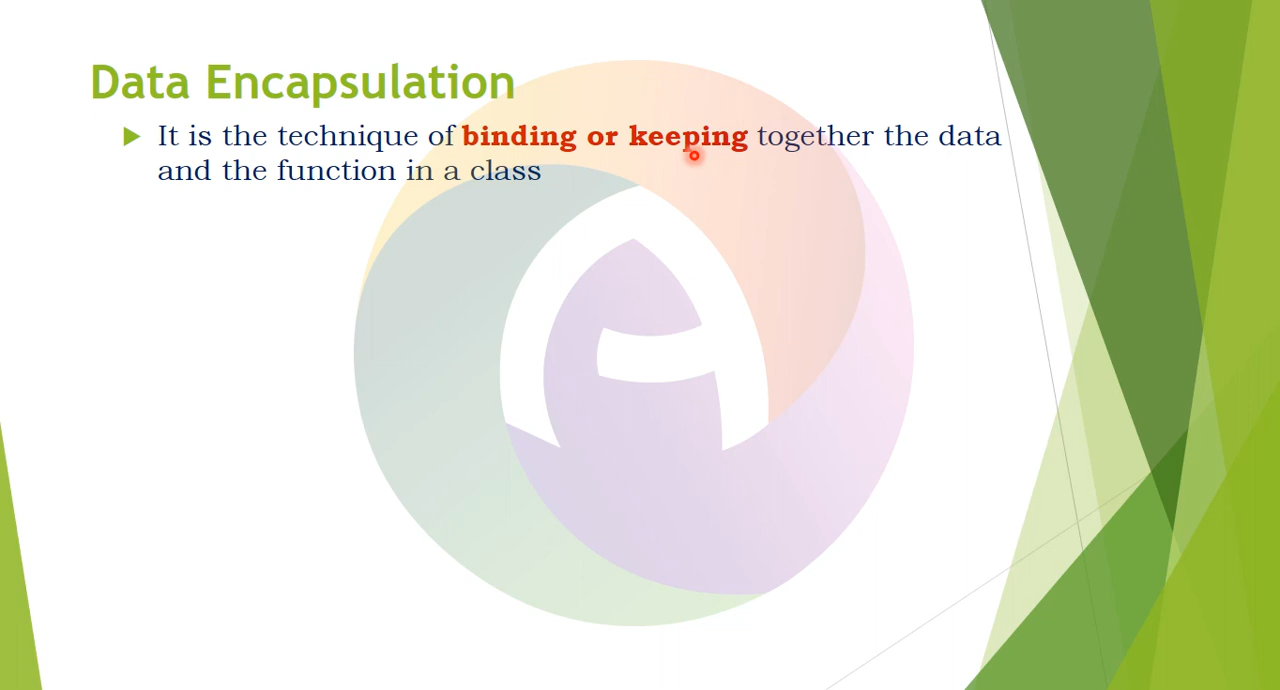 Data Encapsulation
It is the technique of binding or keeping together the data
and the function in a class